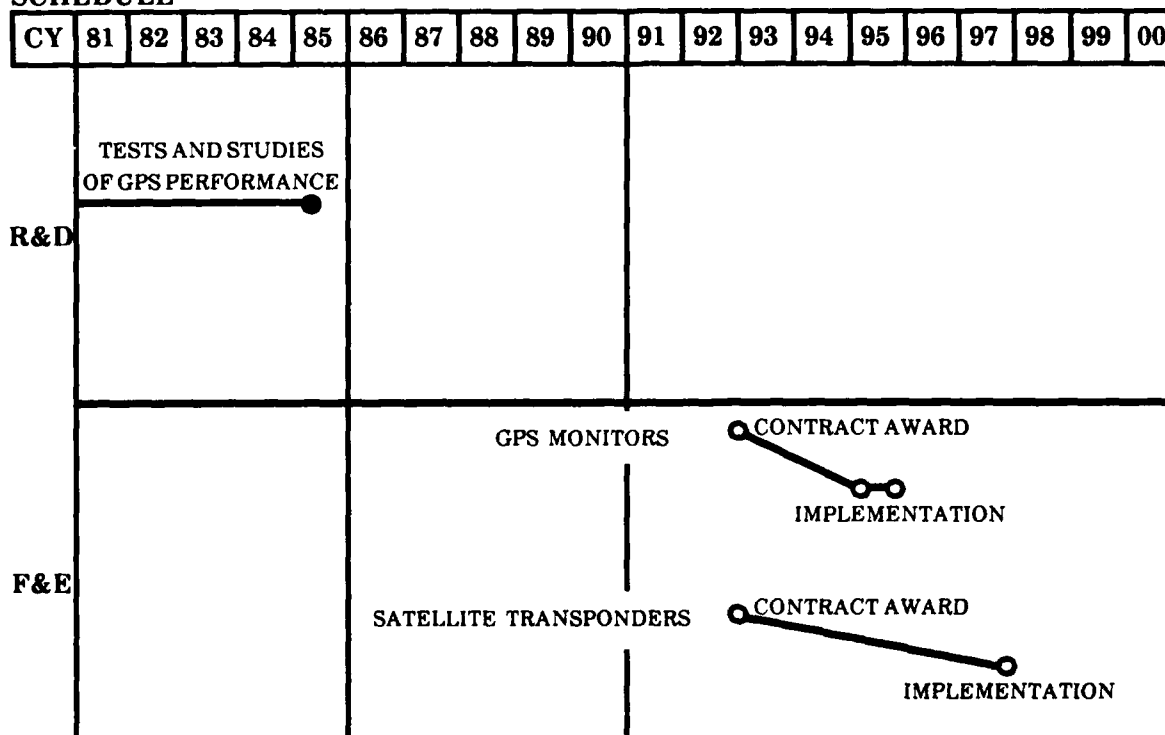 SCHEDULE
CY 81 82 83 84 85 86 87 88 89 90 91 92 93 94 95 96 97 98 99 00
TESTS AND STUDIES
OF GPS PERFORMANCE
R&D
GPS MONITORS
CONTRACT AWARD
IMPLEMENTATION
F&E
SATELLITE TRANSPONDERS
CONTRACT AWARD
IMPLEMENTATION